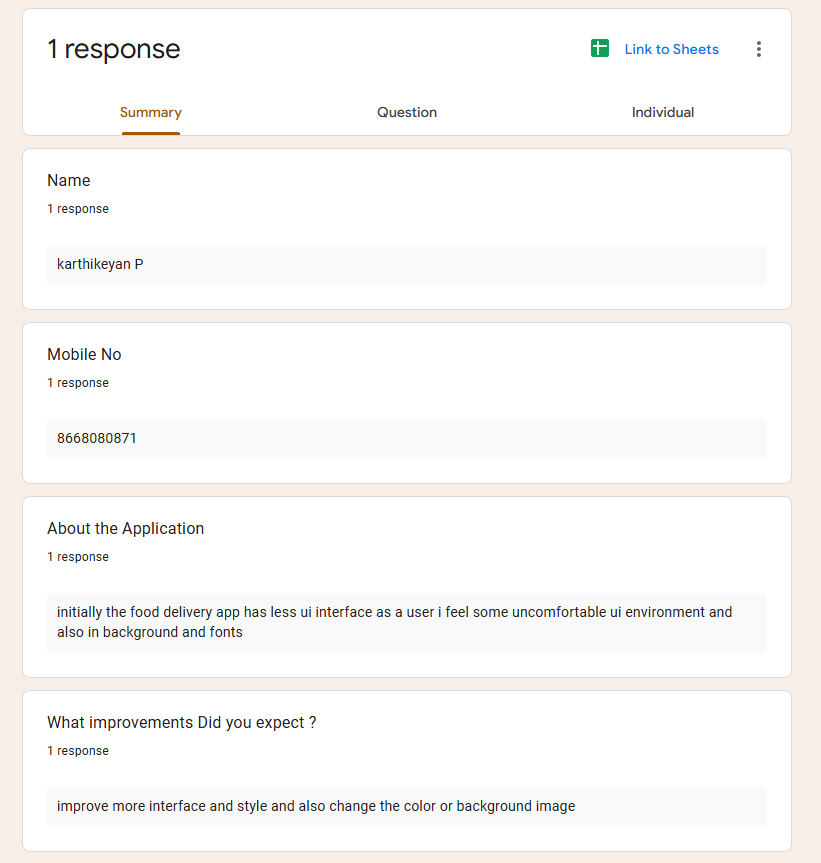 1 response
Link to Sheets
Summary
Question
Individual
Name
1 response
karthikeyan P
Mobile No
1 response
8668080871
About the Application
1 response
initially the food delivery app has less ui interface as a user i feel some uncomfortable ui environment and
also in background and fonts
What improvements Did you expect ?
1 response
improve more interface and style and also change the color or background image